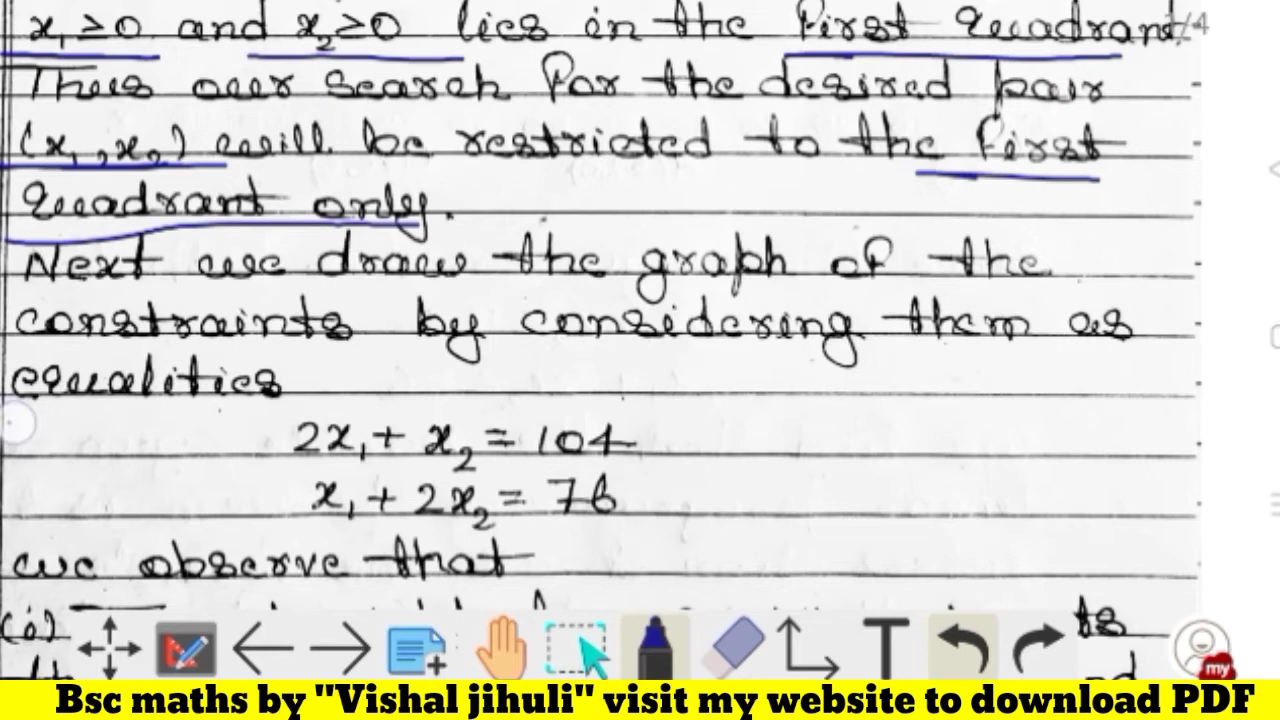 x₁≥0 and x₂≥0 lies in the First Quadrant. /4
Thus our search for the desired pair
(x₁, x₂) will be restricted to the first
Quadrant only.
Next we draw the graph of the
constraints by considering them as
equalities
2x₁ + x₂ = 104
x₁ + 2x₂ = 76
we observe that
(i)
T
my
Bsc maths by "Vishal jihuli" visit my website to download PDF